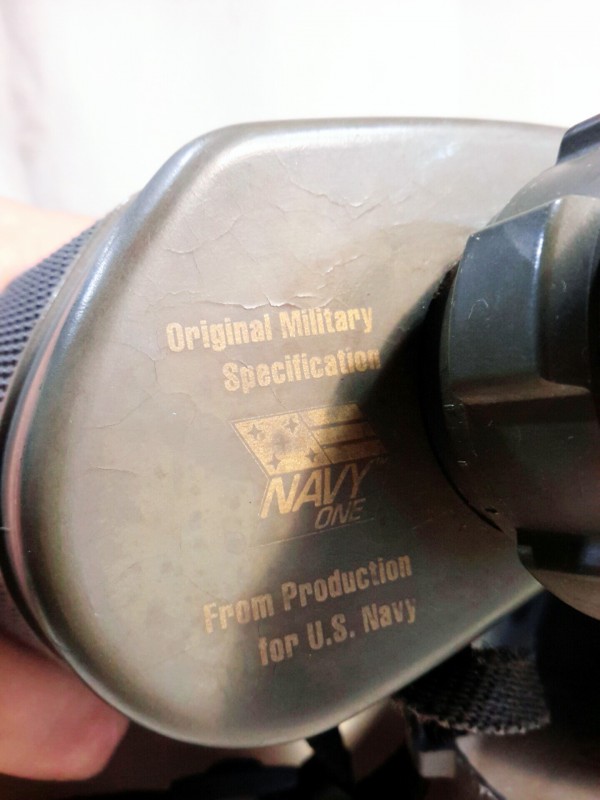 Original Military
Specification
NAVY
ONE
From Production
for U.S. Navy